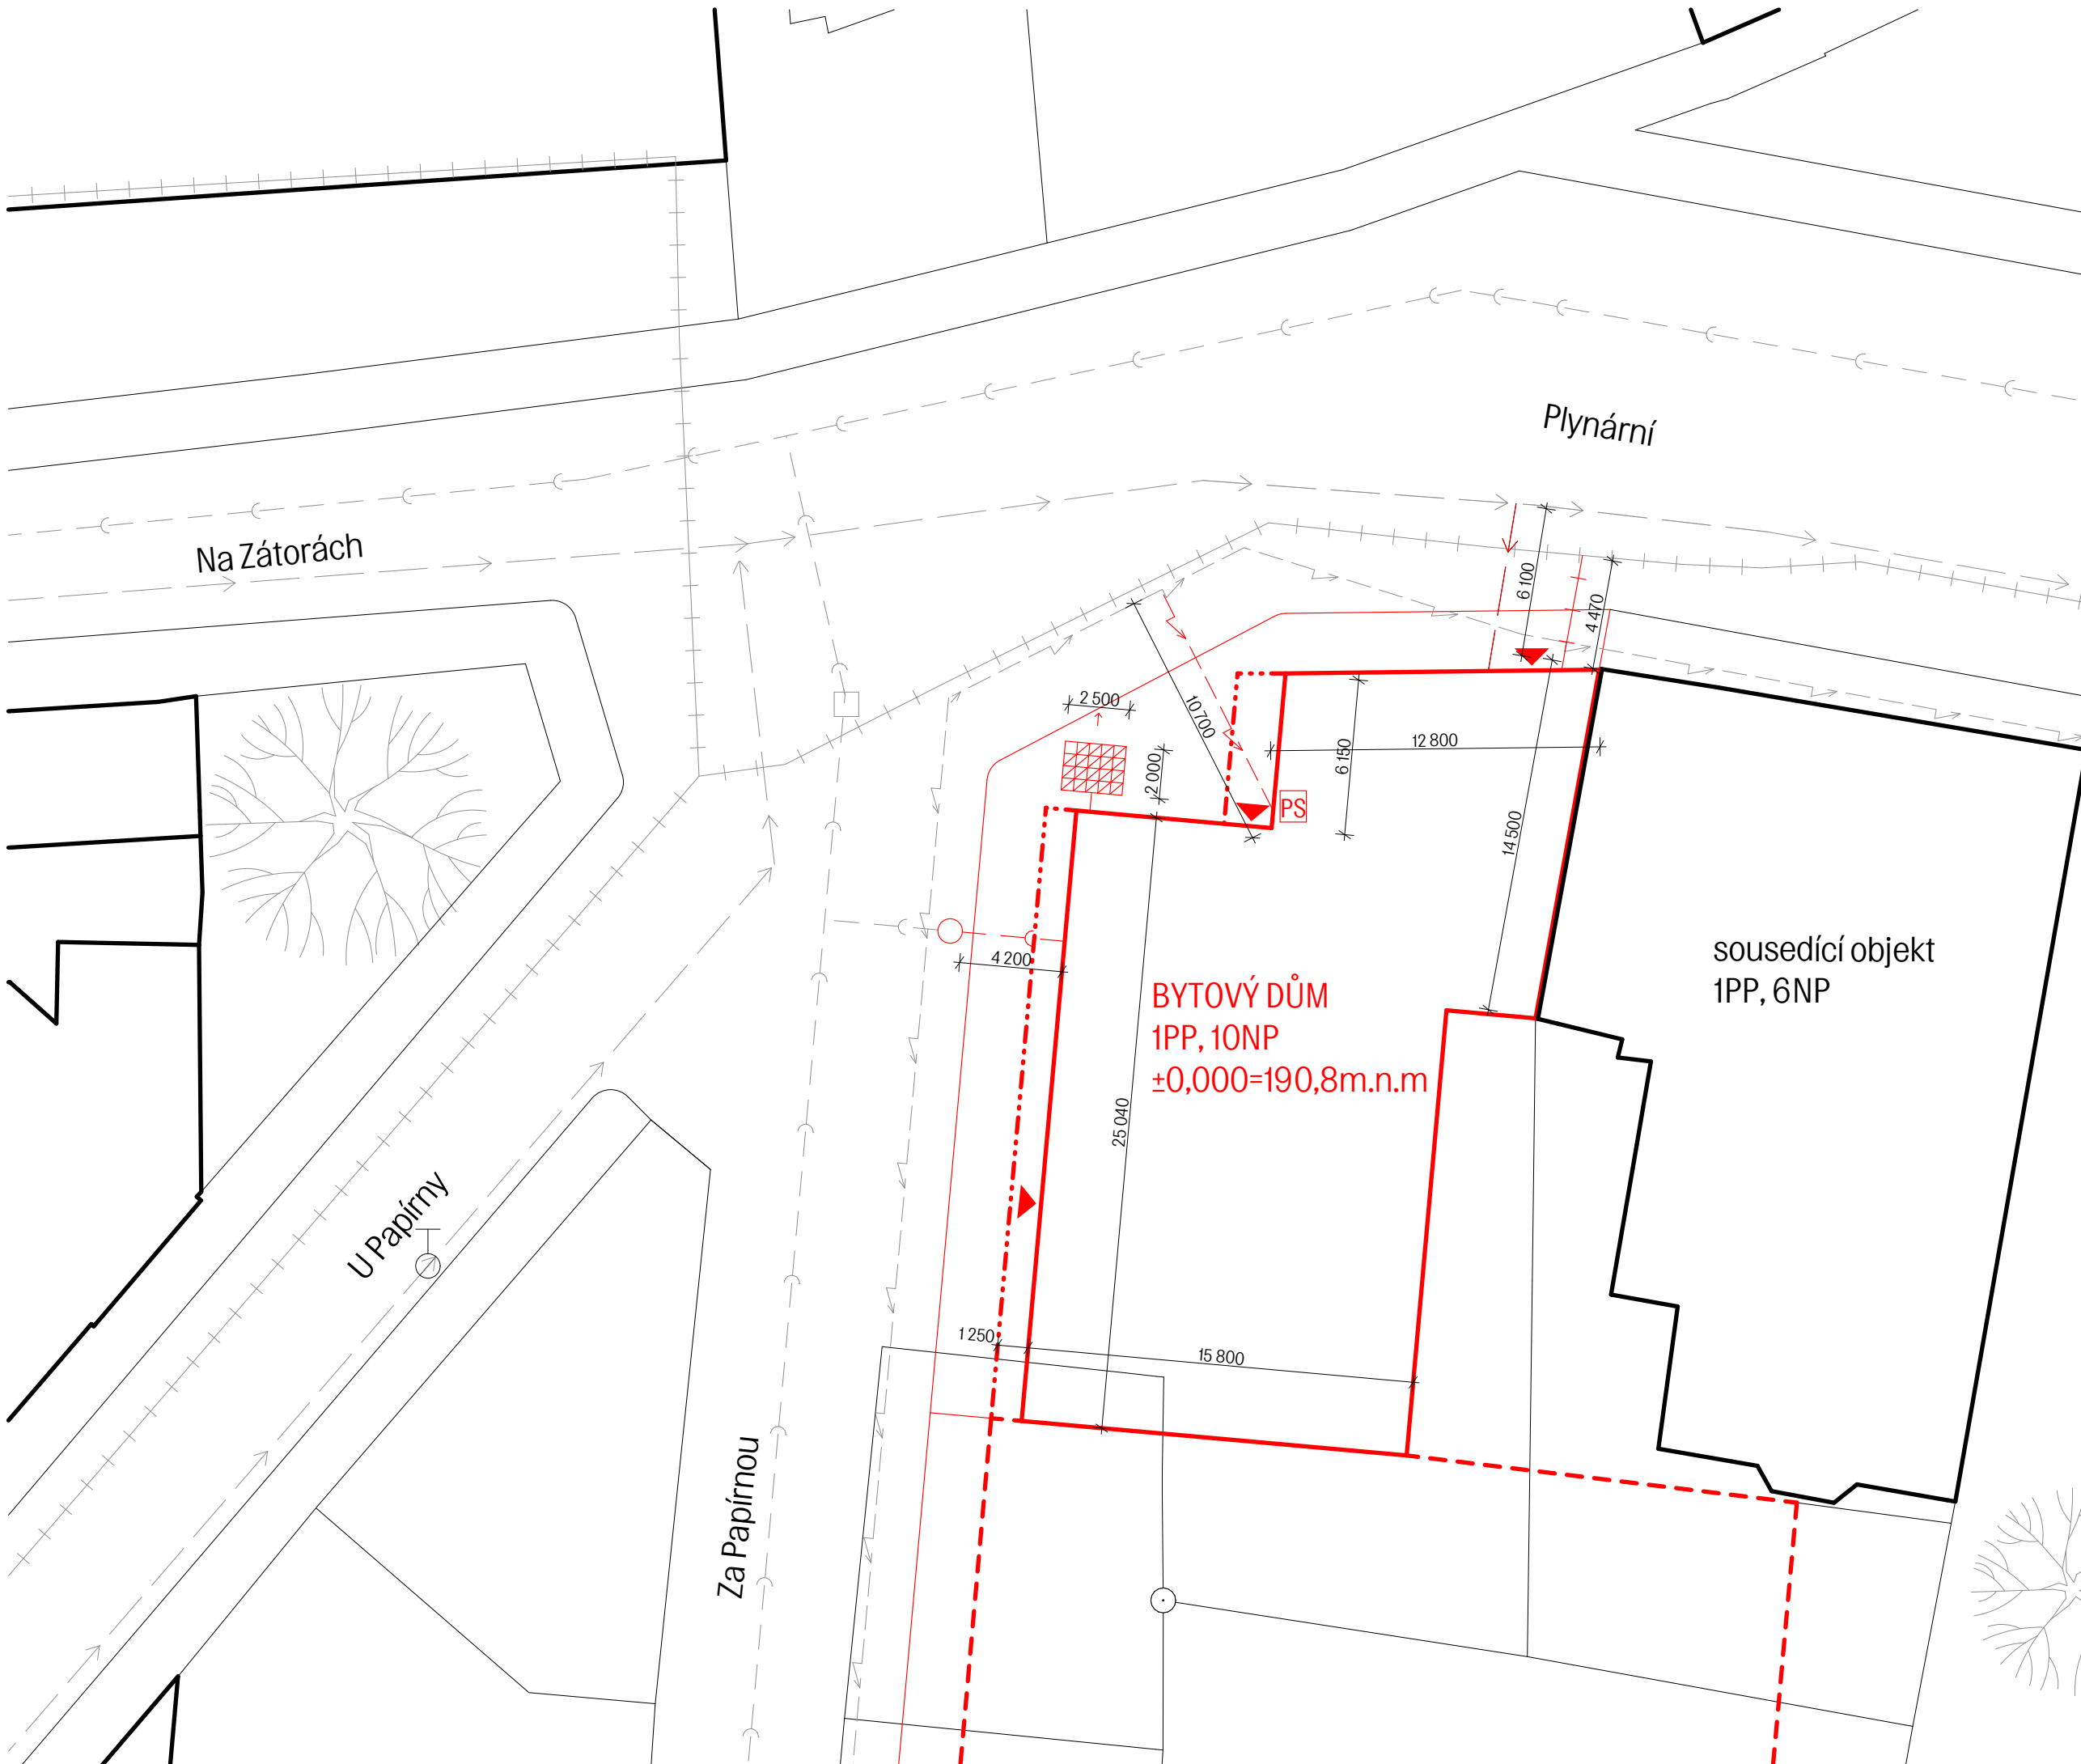 Plynární
Na Zátorách
6 100
4 470
2 500
10 700
12 800
6 150
2 000
PS
14 500
sousedící objekt
1PP, 6NP
4 200
BYTOVÝ DŮM
1PP, 10NP
±0,000=190,8m.n.m
25 040
U Papírny
1 250
15 800
Za Papírnou